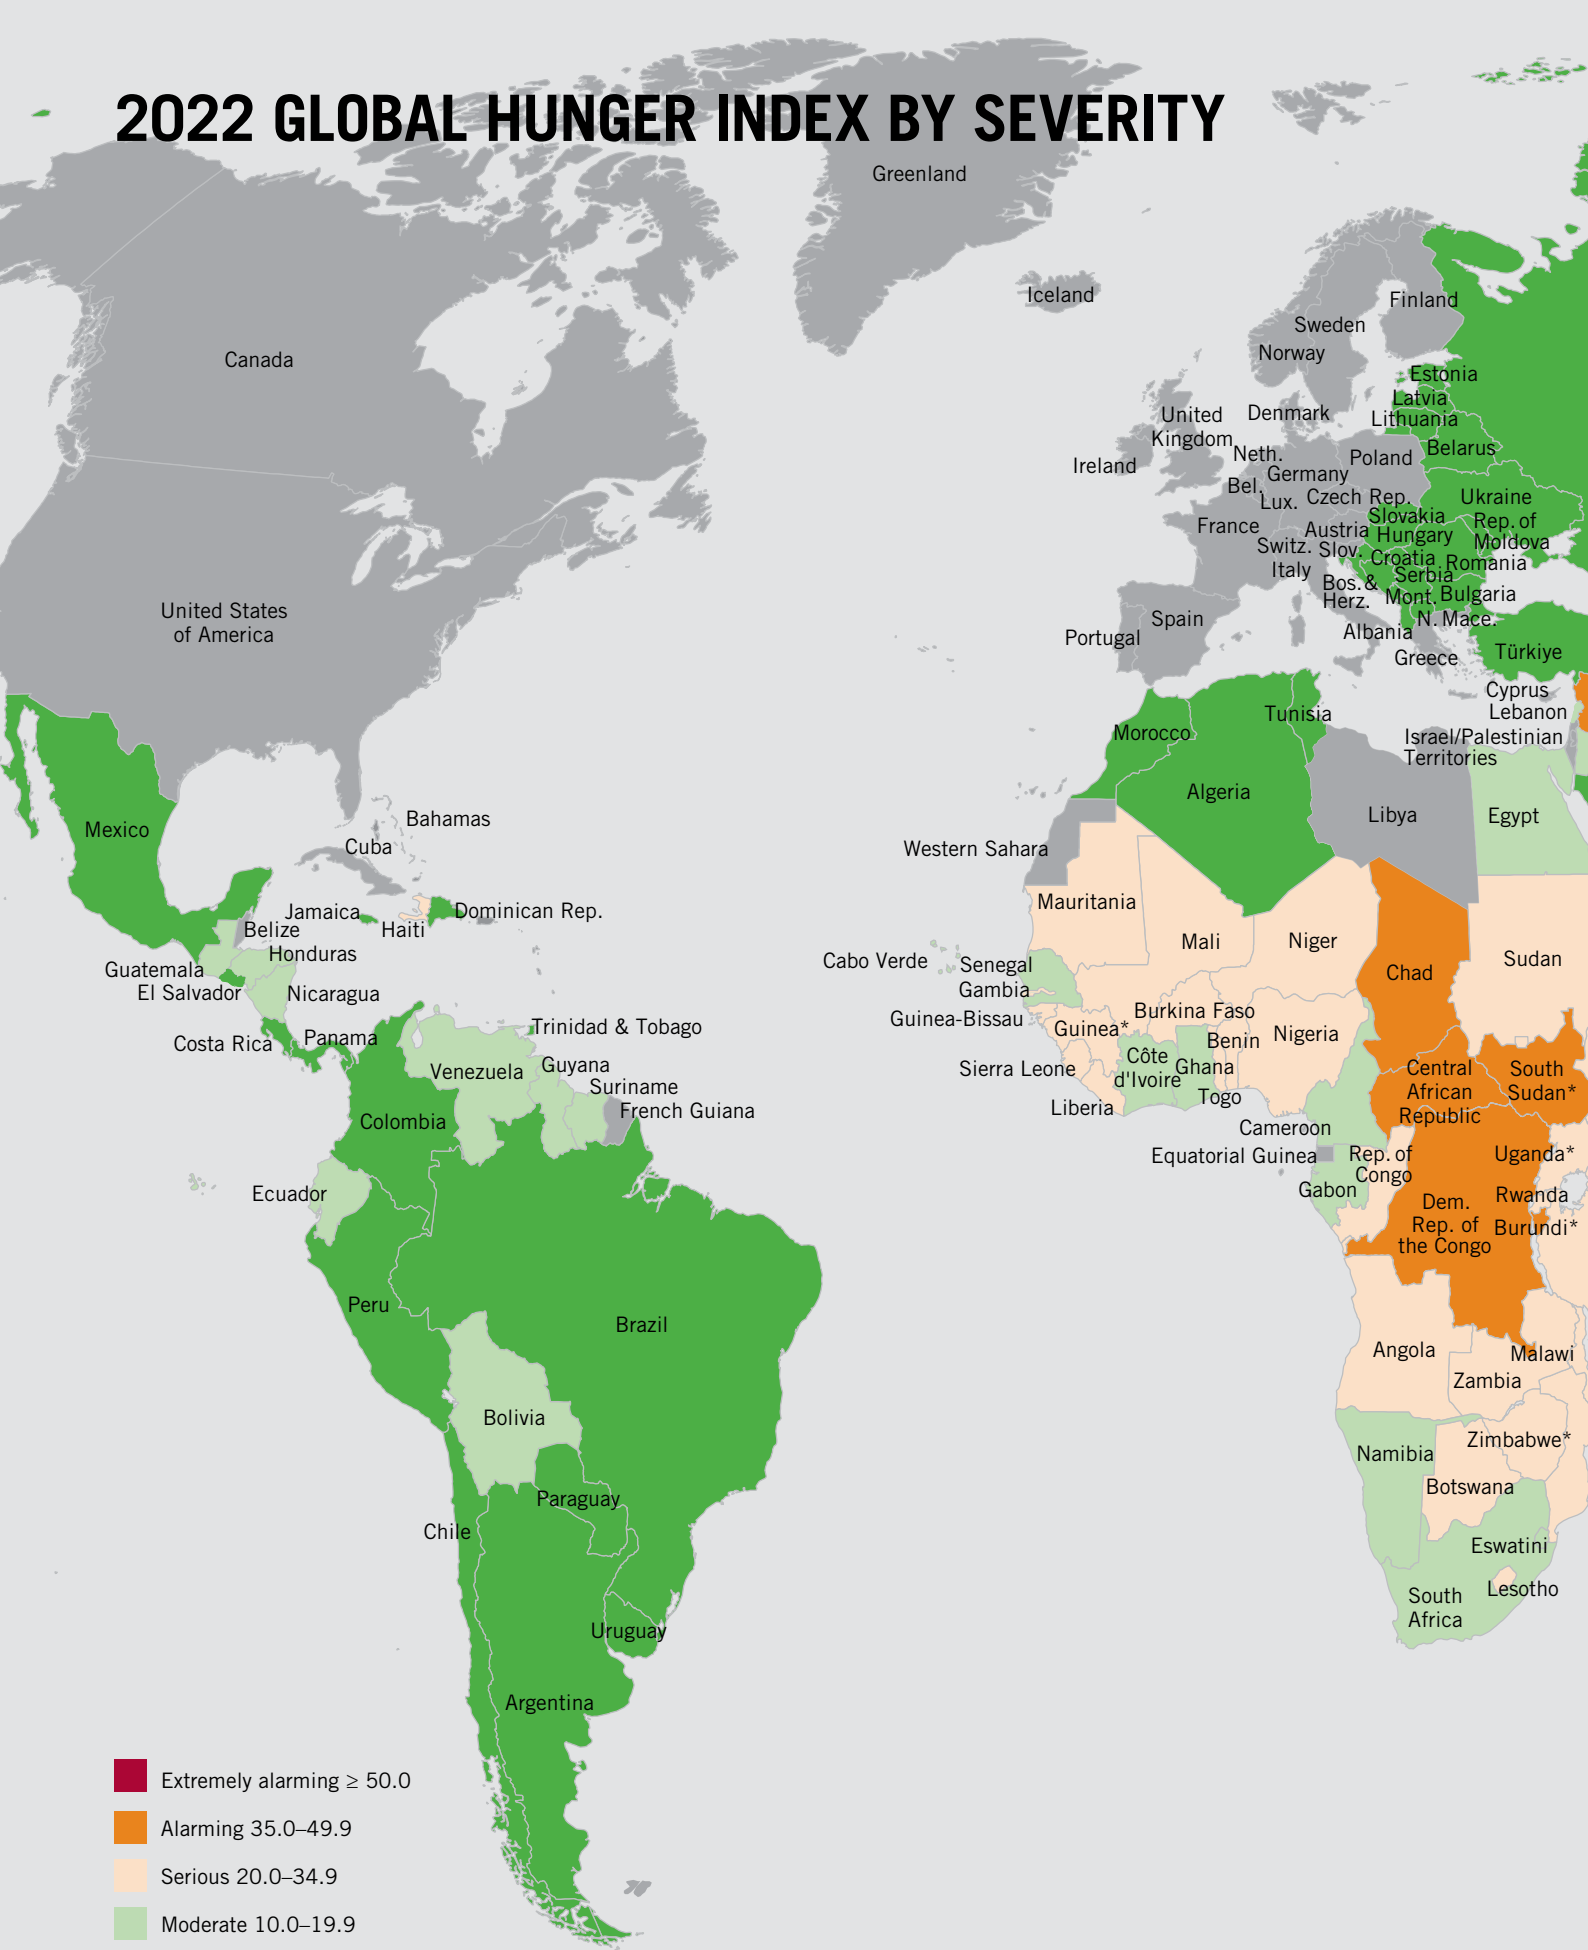 2022 GLOBAL HUNGER INDEX BY SEVERITY
Greenland
Iceland
Finland
Sweden
Norway
Canada
Estonia
Latvia
Lithuania
United
Kingdom
Denmark
Belarus
Ireland
Neth.
Germany
Poland
Bel.
Lux.
Czech Rep.
Ukraine
Slovakia
France
Austria
Hungary
Rep. of
Moldova
Switz.
Slov.
Croatia
Romania
Italy
Serbia
Bos. &
Herz.
Mont.
Bulgaria
United States
of America
Spain
N. Mace.
Portugal
Albania
Greece
Türkiye
Cyprus
Lebanon
Israel/Palestinian
Territories
Tunisia
Morocco
Algeria
Libya
Egypt
Mexico
Bahamas
Cuba
Western Sahara
Jamaica
Haiti
Dominican Rep.
Belize
Honduras
Guatemala
El Salvador
Nicaragua
Costa Rica
Panama
Mauritania
Mali
Niger
Chad
Sudan
Cabo Verde
Senegal
Gambia
Guinea-Bissau
Guinea*
Burkina Faso
Benin
Nigeria
Sierra Leone
Côte
d'Ivoire
Ghana
Togo
Liberia
Central
African
Republic
South
Sudan*
Trinidad & Tobago
Venezuela
Guyana
Suriname
French Guiana
Colombia
Cameroon
Equatorial Guinea
Rep. of
Congo
Gabon
Uganda*
Rwanda
Burundi*
Dem.
Rep. of
the Congo
Ecuador
Peru
Brazil
Angola
Malawi
Zambia
Bolivia
Zimbabwe*
Namibia
Botswana
Paraguay
Chile
Eswatini
Lesotho
South
Africa
Uruguay
Argentina
Extremely alarming ≥ 50.0
Alarming 35.0–49.9
Serious 20.0–34.9
Moderate 10.0–19.9